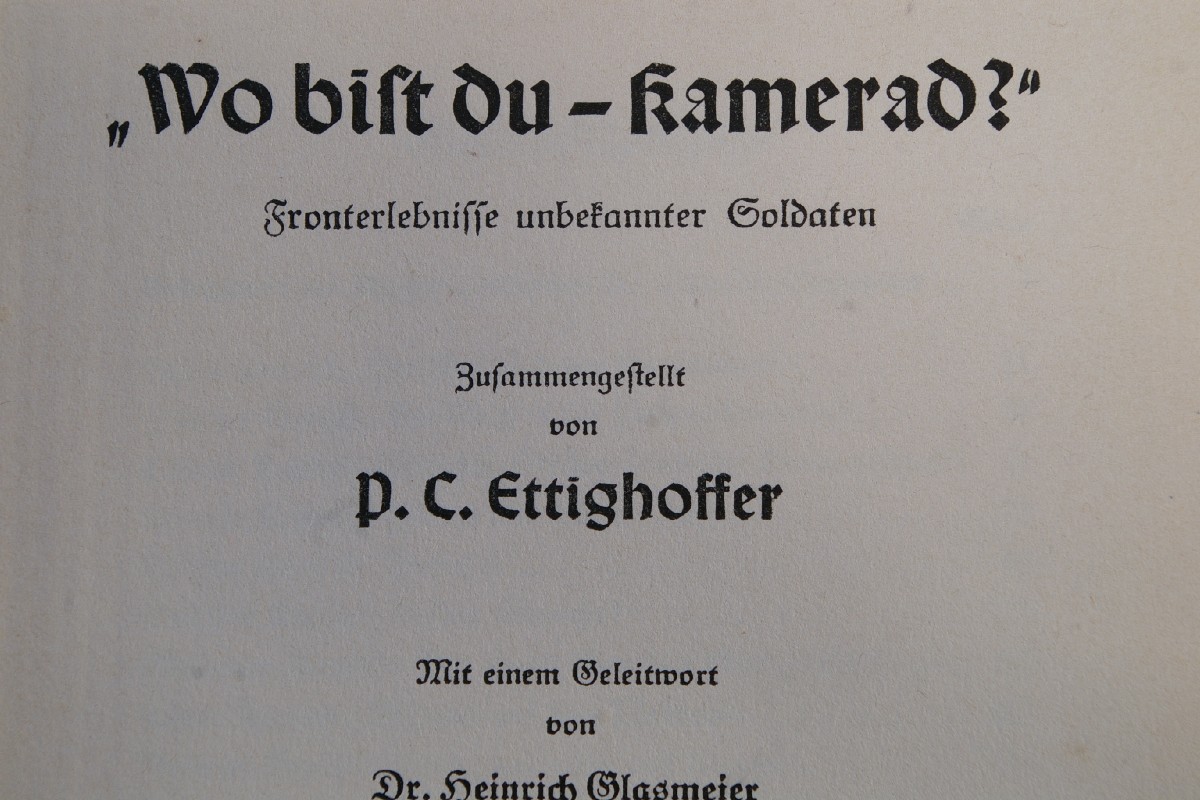 „Wo bist du – Kamerad?“
Fronterlebnisse unbekannter Soldaten
Zusammengestellt
von
P. C. Ettighoffer
Mit einem Geleitwort
von
Dr. Heinrich Glasmeier